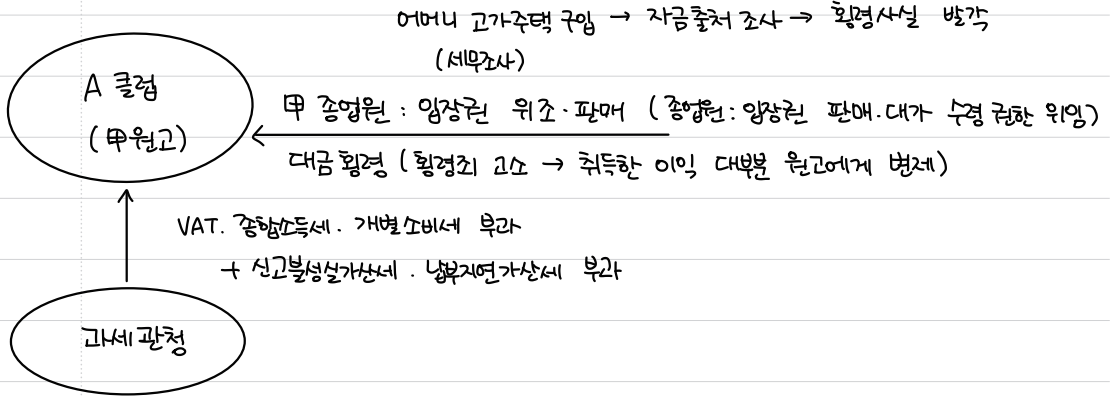 어머니 고가주택 구입 → 자금출처 조사 → 횡령사실 발각
(세무조사)
A 클럽
(甲원고)
甲 종업원 : 입장권 위조·판매 (종업원 : 입장권 판매·대가 수령 권한 위임)
대금횡령 (횡령죄 고소 → 취득한 이익 대부분 원고에게 변제)
VAT. 종합소득세. 개별소비세 부과
+ 신고불성실가산세. 납부지연가산세 부과
과세관청